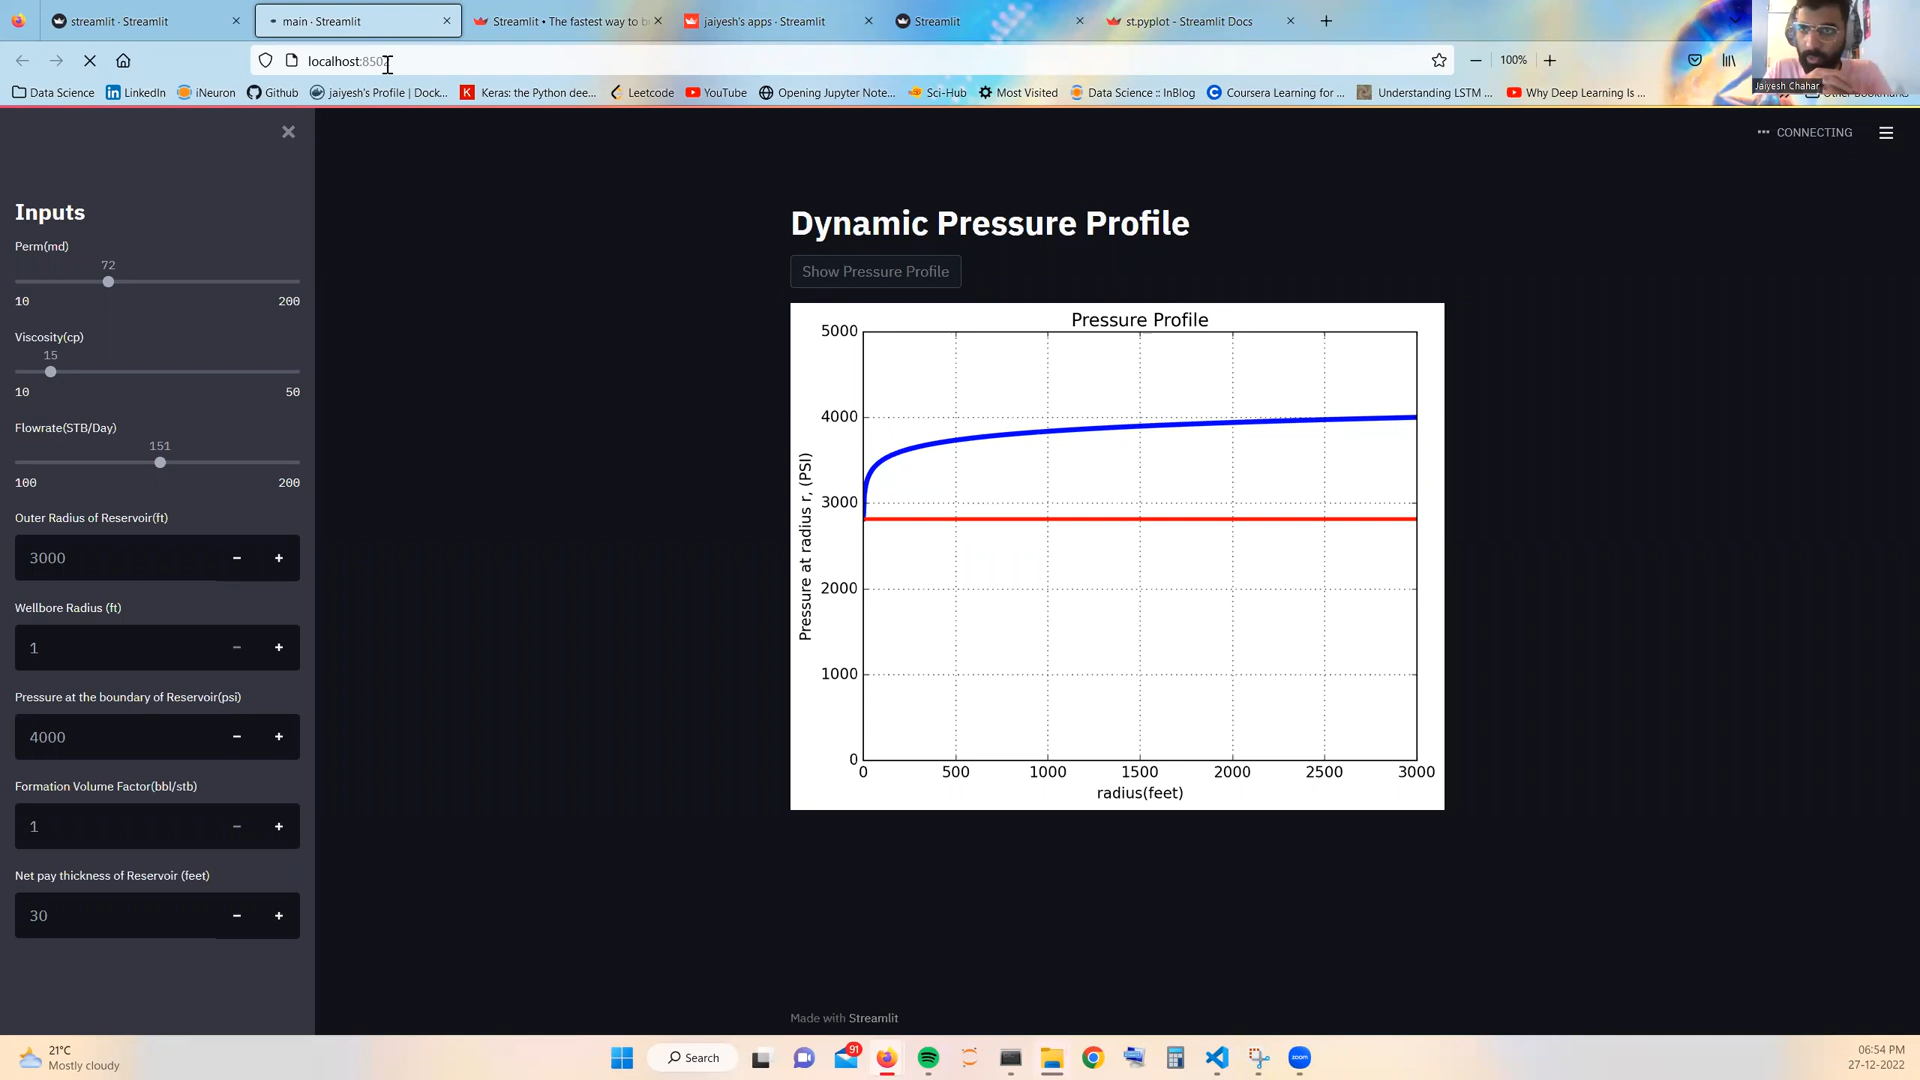 streamlit · Streamlit
main · Streamlit
Streamlit • The fastest way to b
jaiyesh's apps · Streamlit
Streamlit
st.pyplot - Streamlit Docs
localhost:850
100%
Data Science
LinkedIn
iNeuron
Github
jaiyesh's Profile | Dock...
Keras: the Python dee...
Leetcode
YouTube
Opening Jupyter Note...
Sci-Hub
Most Visited
Data Science :: InBlog
Coursera Learning for ...
Understanding LSTM ...
Why Deep Learning Is ...
Other Bookmarks
Jaiyesh Chahar
CONNECTING
Inputs
Perm(md)
72
10 200
Viscosity(cp)
15
10 50
Flowrate(STB/Day)
151
100 200
Outer Radius of Reservoir(ft)
3000
Wellbore Radius (ft)
1
Pressure at the boundary of Reservoir(psi)
4000
Formation Volume Factor(bbl/stb)
1
Net pay thickness of Reservoir (feet)
30
Dynamic Pressure Profile
Show Pressure Profile
Pressure Profile
5000
4000
3000
2000
1000
0
Pressure at radius r, (PSI)
0 500 1000 1500 2000 2500 3000
radius(feet)
Made with Streamlit
21°C
Mostly cloudy
Search
91
zoom
06:54 PM
27-12-2022